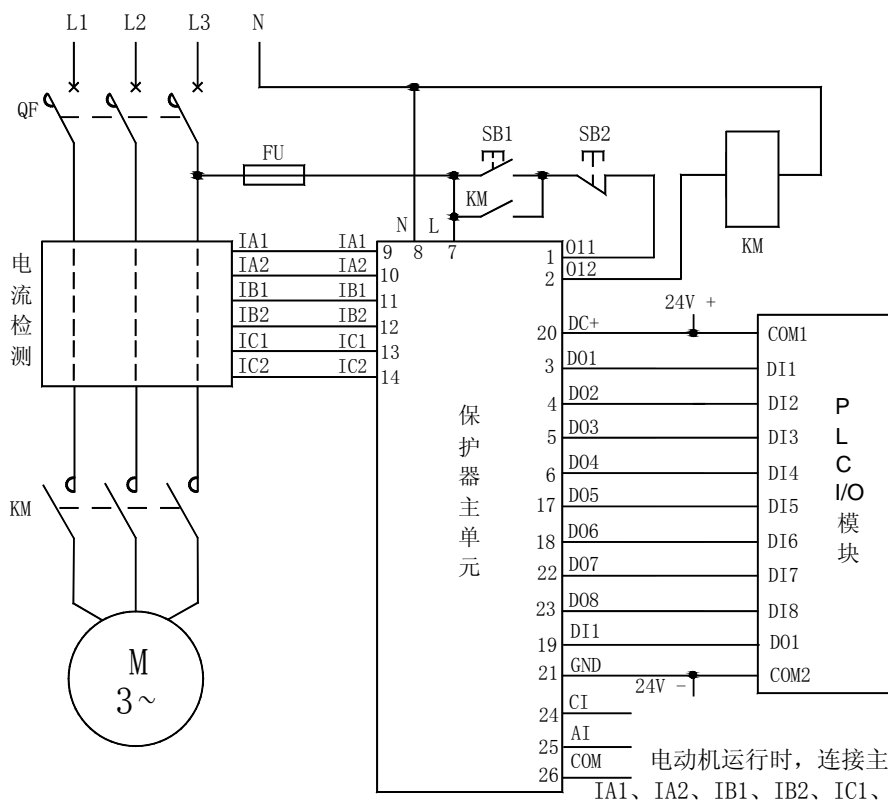 L1 L2 L3 N
QF
FU
SB1 SB2
KM
KM
N L
8 7
电流检测
IA1 IA1 9
IA2 IA2 10
IB1 IB1 11
IB2 IB2 12
IC1 IC1 13
IC2 IC2 14
1 O11
2 O12
24V +
20 DC+ COM1
3 DO1 DI1
4 DO2 DI2
5 DO3 DI3
6 DO4 DI4
17 DO5 DI5
18 DO6 DI6
22 DO7 DI7
23 DO8 DI8
19 DI1 DO1
21 GND COM2
24V -
24 CI
25 AI
26 COM
保护器主单元
PLC I/O 模块
KM
M
3~
电动机运行时，连接主
IA1、IA2、IB1、IB2、IC1、